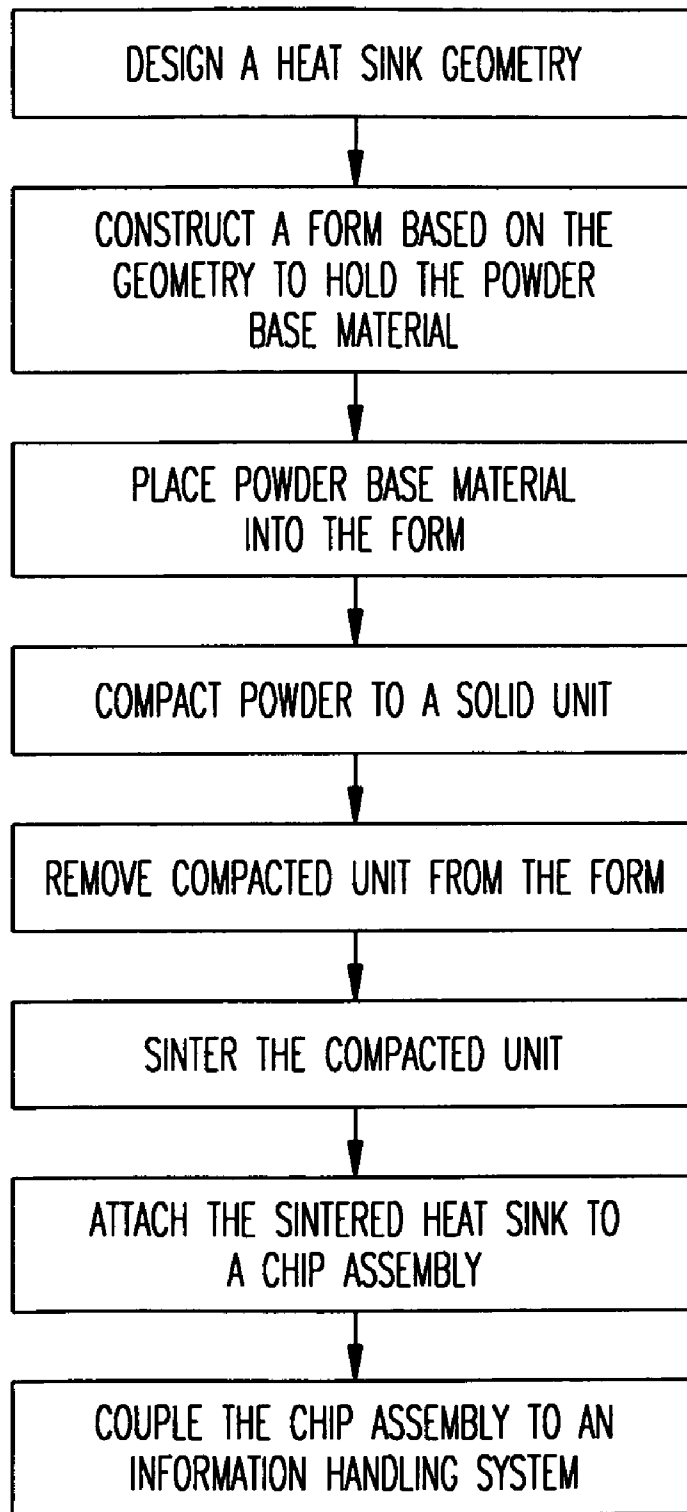 DESIGN A HEAT SINK GEOMETRY
CONSTRUCT A FORM BASED ON THE
GEOMETRY TO HOLD THE POWDER
BASE MATERIAL
PLACE POWDER BASE MATERIAL
INTO THE FORM
COMPACT POWDER TO A SOLID UNIT
REMOVE COMPACTED UNIT FROM THE FORM
SINTER THE COMPACTED UNIT
ATTACH THE SINTERED HEAT SINK TO
A CHIP ASSEMBLY
COUPLE THE CHIP ASSEMBLY TO AN
INFORMATION HANDLING SYSTEM